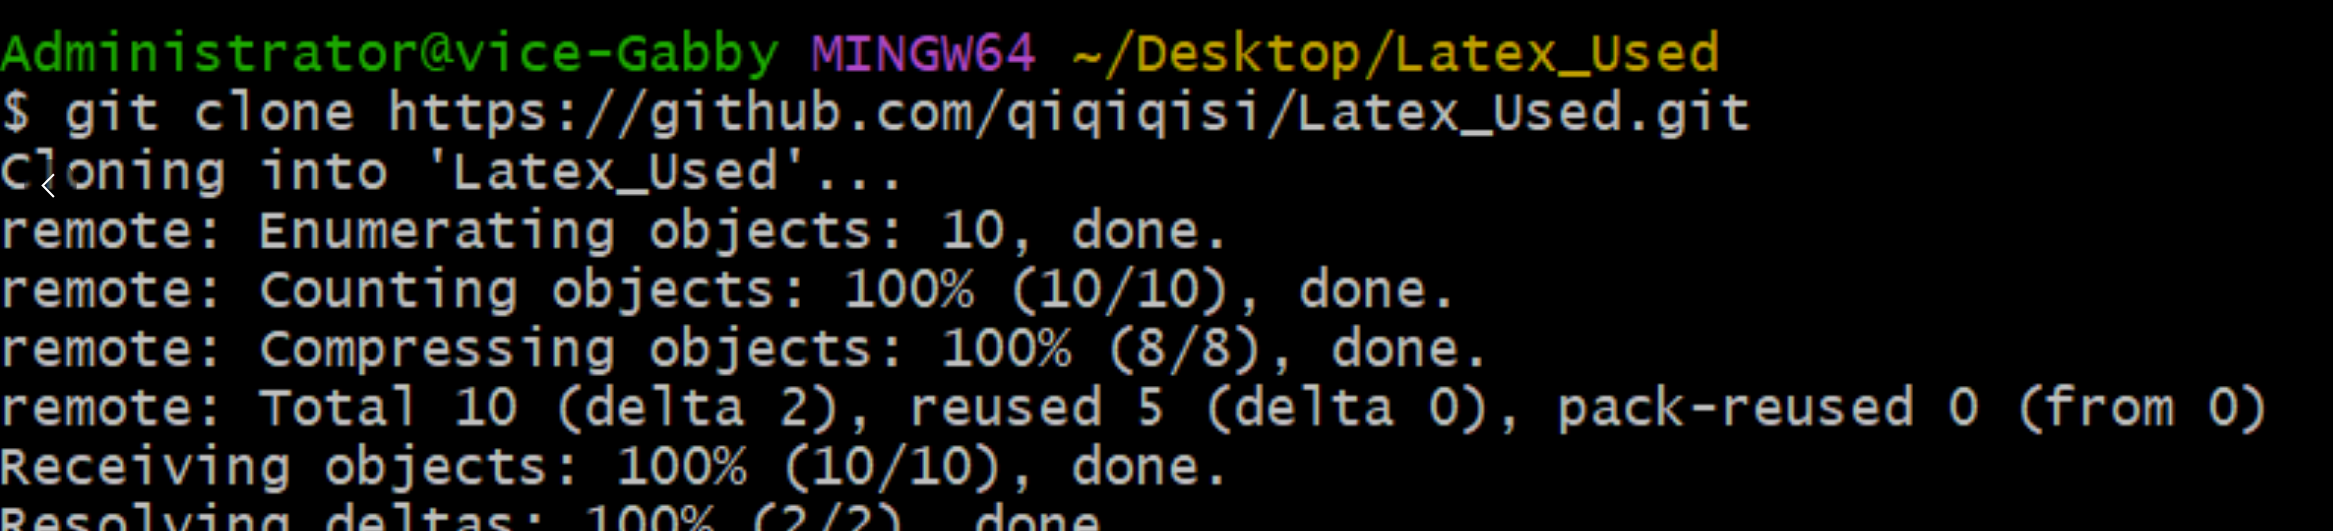 Administrator@vice-Gabby MINGW64 ~/Desktop/Latex_Used
$ git clone https://github.com/qiqiqisi/Latex_Used.git
Cloning into 'Latex_Used'...
remote: Enumerating objects: 10, done.
remote: Counting objects: 100% (10/10), done.
remote: Compressing objects: 100% (8/8), done.
remote: Total 10 (delta 2), reused 5 (delta 0), pack-reused 0 (from 0)
Receiving objects: 100% (10/10), done.
Resolving deltas: 100% (2/2), done.